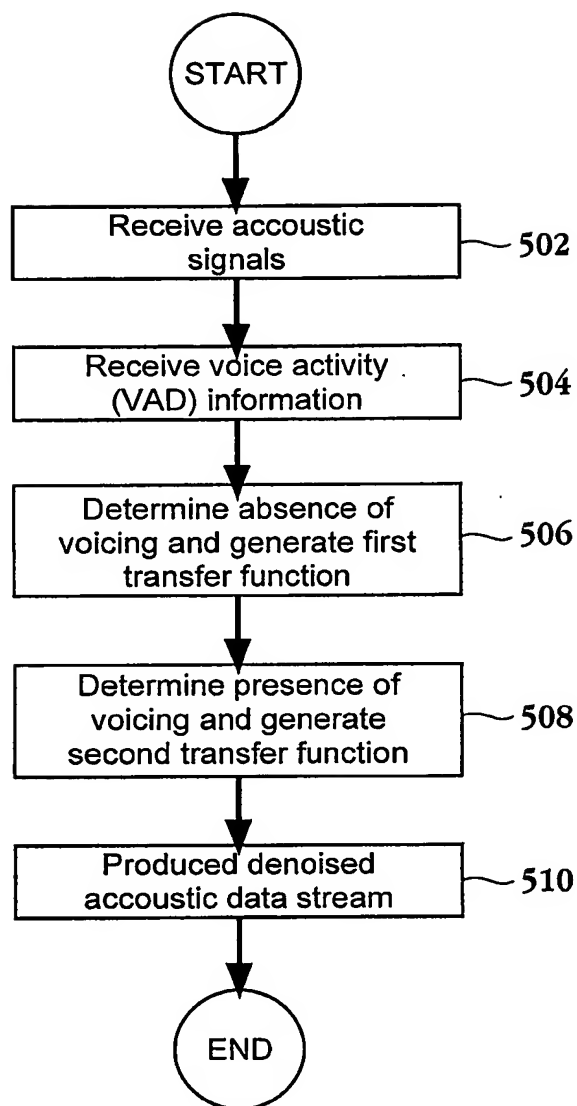 START
Receive accoustic
signals
502
Receive voice activity
(VAD) information
504
Determine absence of
voicing and generate first
transfer function
506
Determine presence of
voicing and generate
second transfer function
508
Produced denoised
accoustic data stream
510
END